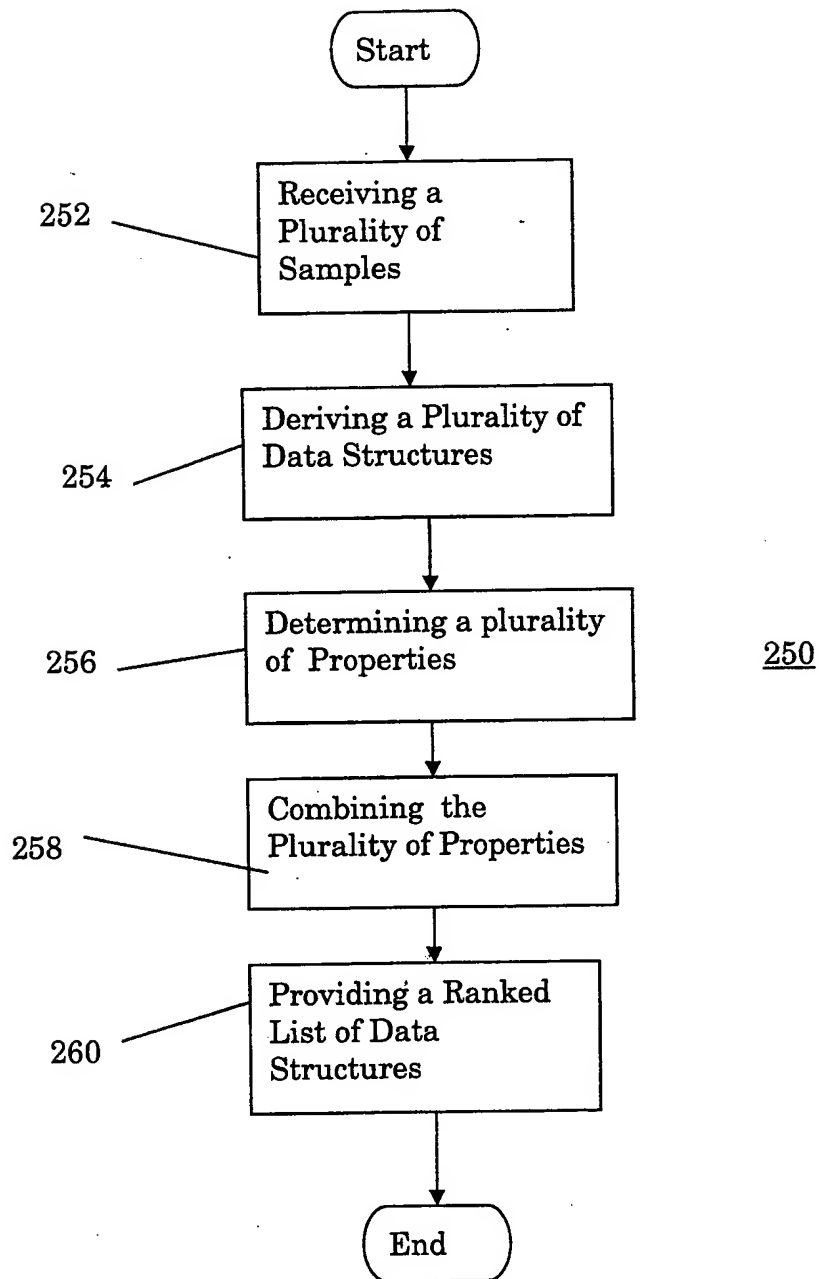 Start
252
Receiving a
Plurality of
Samples
254
Deriving a Plurality of
Data Structures
256
Determining a plurality
of Properties
250
258
Combining the
Plurality of Properties
260
Providing a Ranked
List of Data
Structures
End